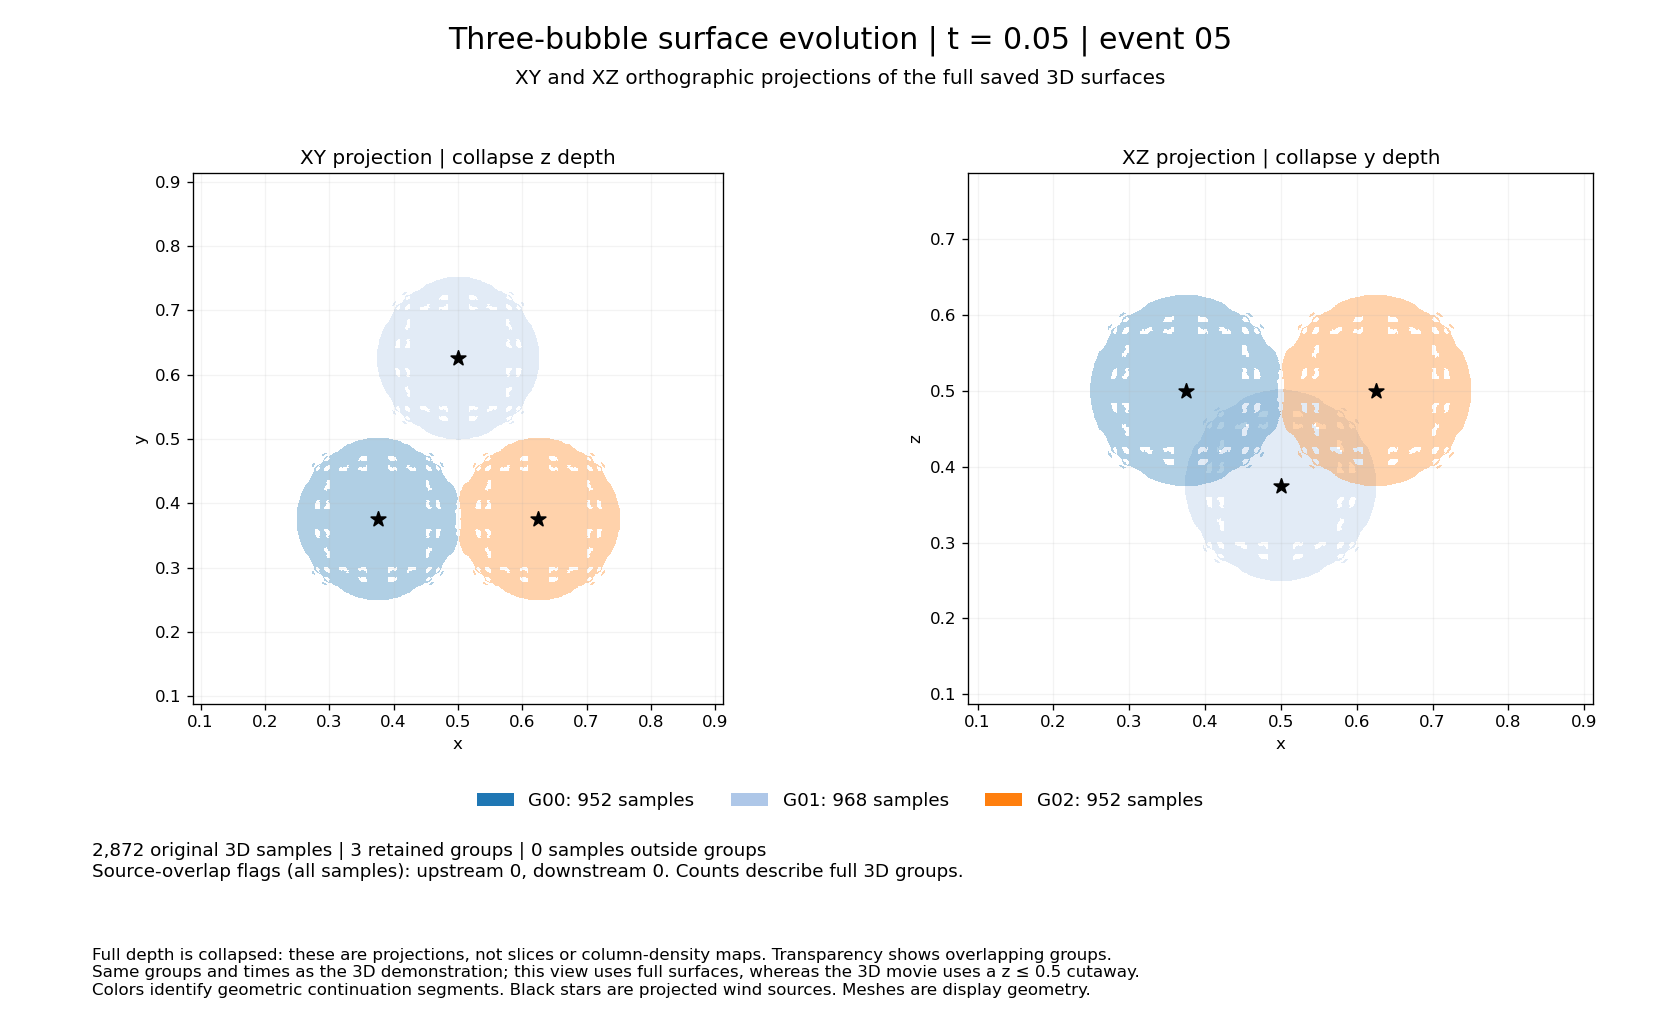 Three-bubble surface evolution | t = 0.05 | event 05
XY and XZ orthographic projections of the full saved 3D surfaces
XY projection | collapse z depth
0.9
0.8
0.7
0.6
0.5
0.4
0.3
0.2
0.1
y
0.1 0.2 0.3 0.4 0.5 0.6 0.7 0.8 0.9
x
XZ projection | collapse y depth
0.7
0.6
0.5
0.4
0.3
0.2
0.1
z
0.1 0.2 0.3 0.4 0.5 0.6 0.7 0.8 0.9
x
G00: 952 samples G01: 968 samples G02: 952 samples
2,872 original 3D samples | 3 retained groups | 0 samples outside groups
Source-overlap flags (all samples): upstream 0, downstream 0. Counts describe full 3D groups.
Full depth is collapsed: these are projections, not slices or column-density maps. Transparency shows overlapping groups.
Same groups and times as the 3D demonstration; this view uses full surfaces, whereas the 3D movie uses a z ≤ 0.5 cutaway.
Colors identify geometric continuation segments. Black stars are projected wind sources. Meshes are display geometry.